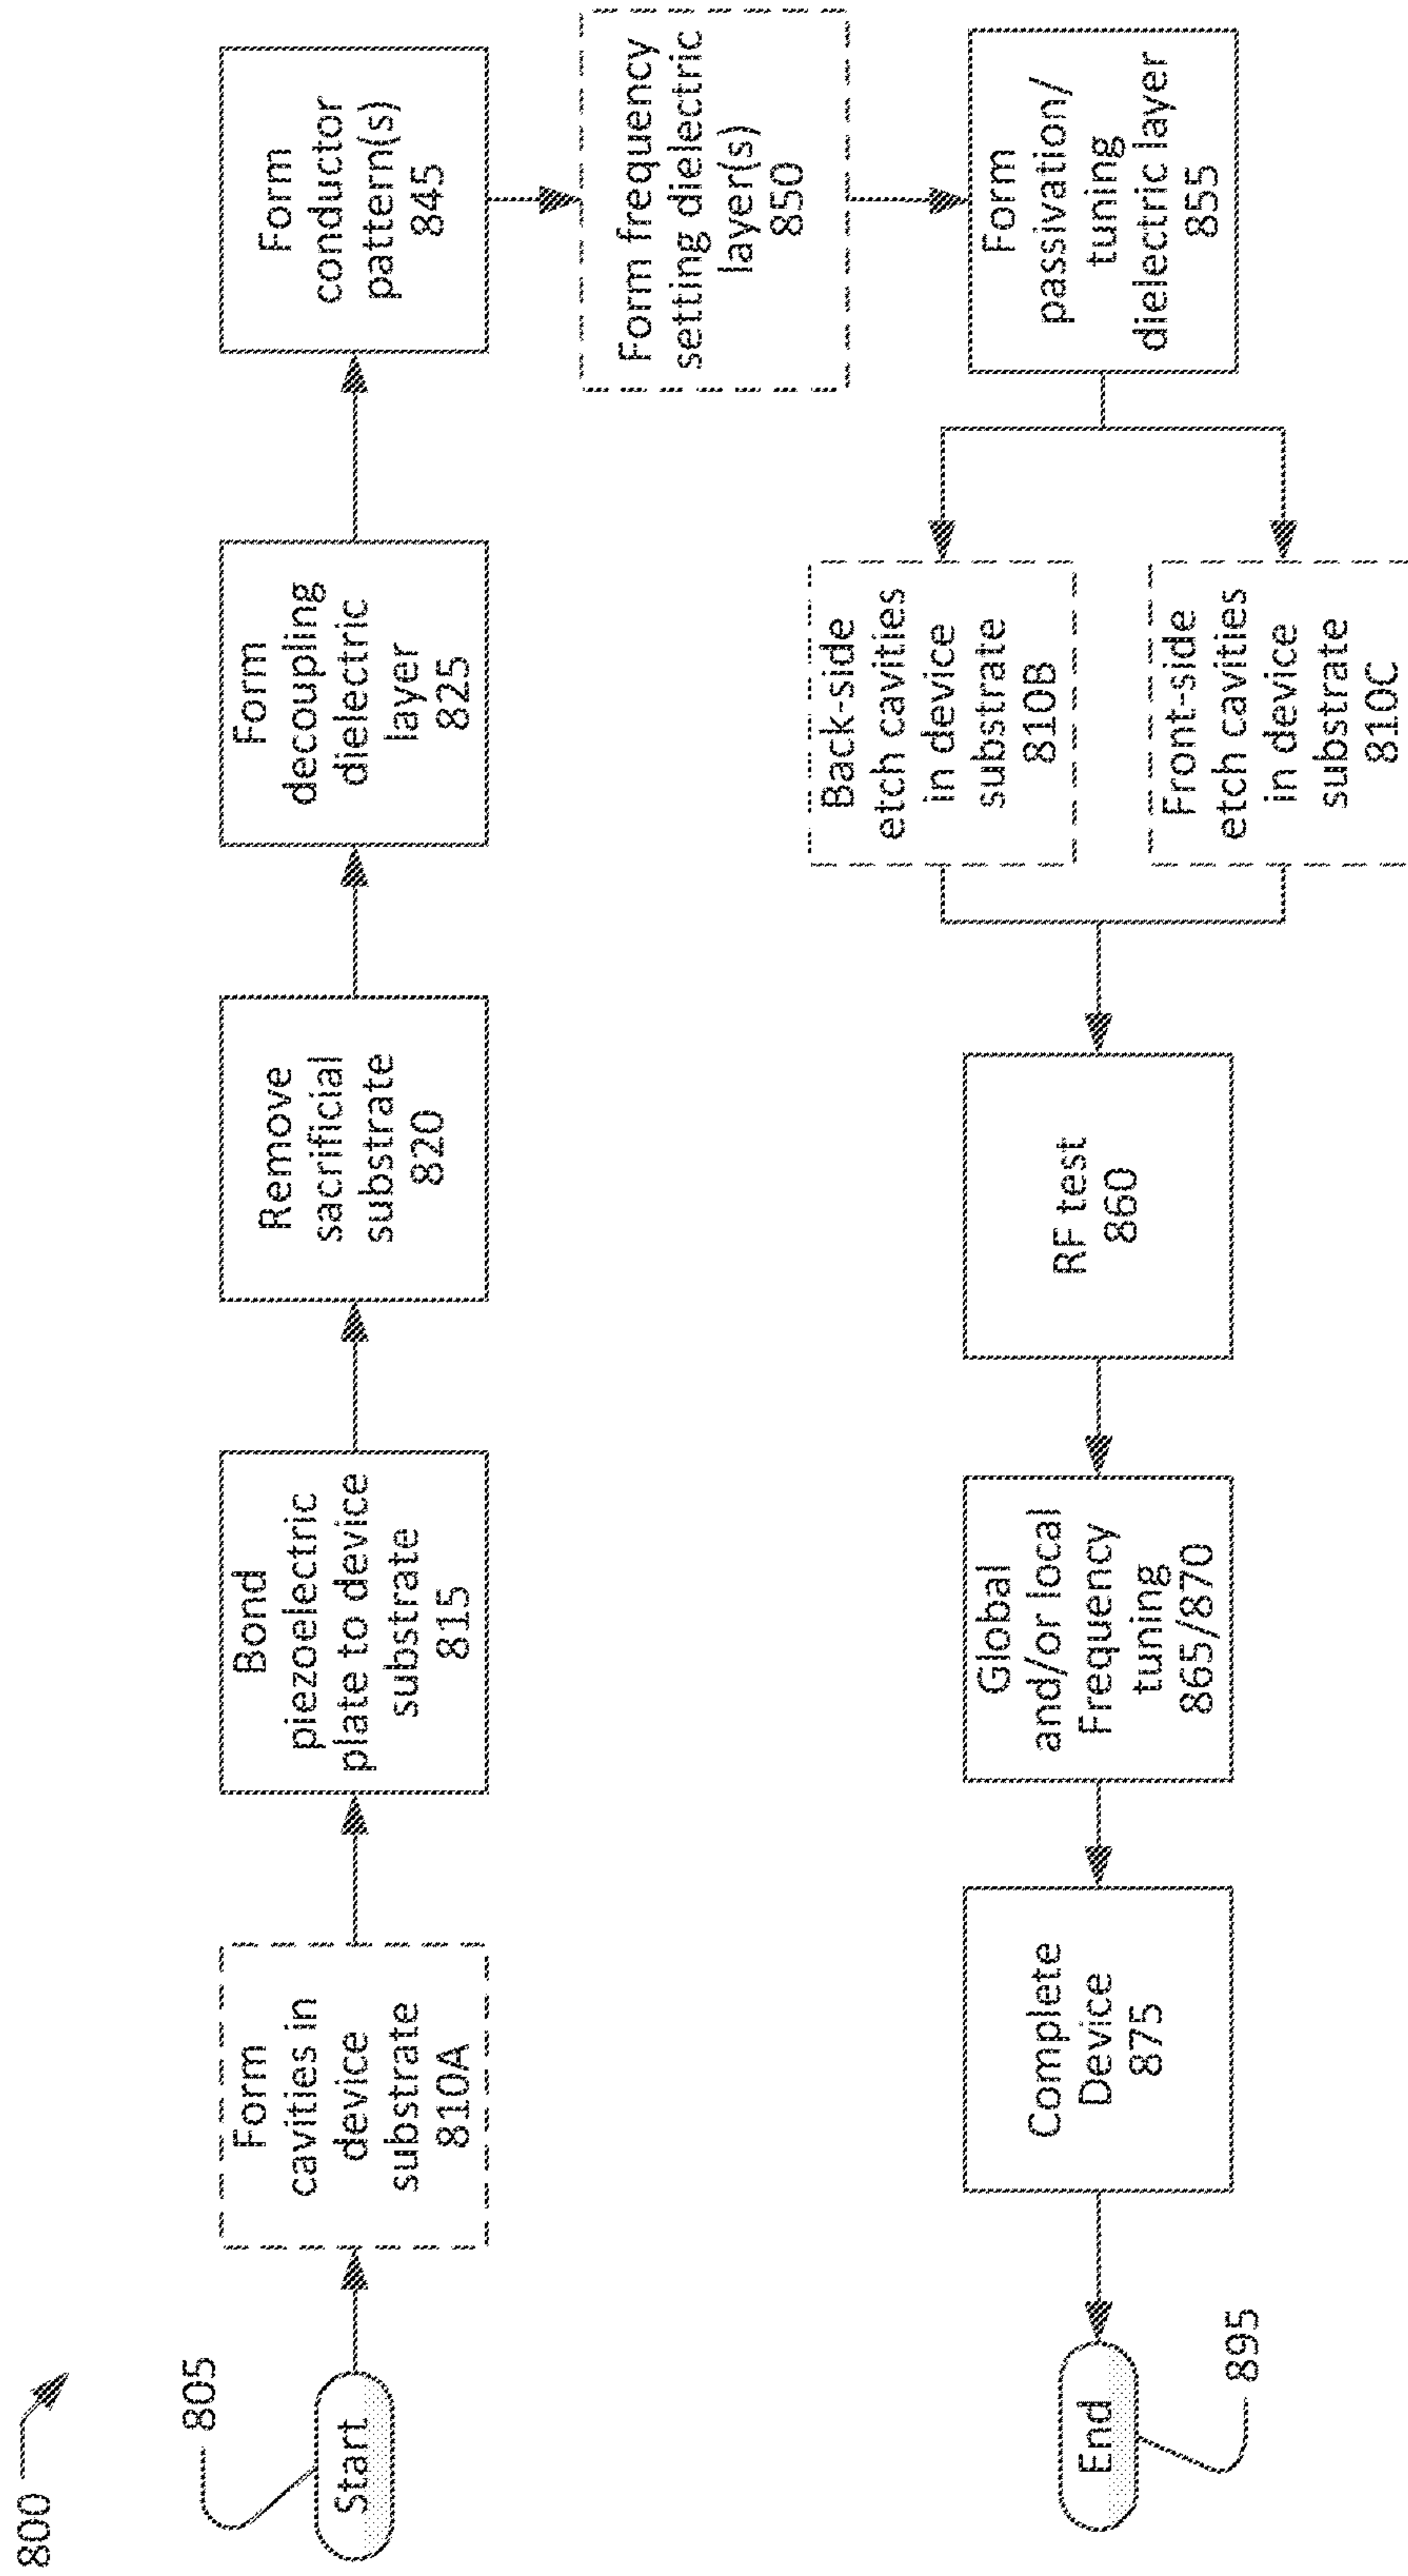 800
805
Start
Form
cavities in
device
substrate
810A
Bond
piezoelectric
plate to device
substrate
815
Remove
sacrificial
substrate
820
Form
decoupling
dielectric
layer
825
Form
conductor
pattern(s)
845
Form frequency
setting dielectric
layer(s)
850
Form
passivation/
tuning
dielectric layer
855
Back-side
etch cavities
in device
substrate
810B
Front-side
etch cavities
in device
substrate
810C
RF test
860
Global
and/or local
Frequency
tuning
865/870
Complete
Device
875
End
895